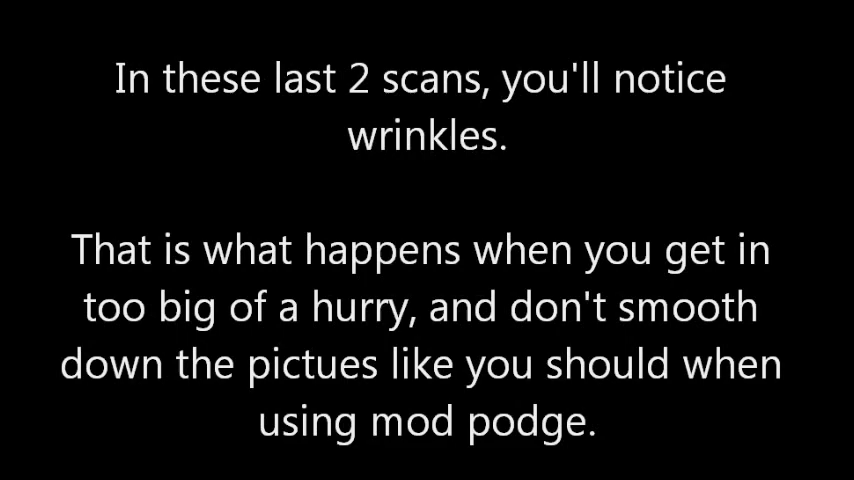 In these last 2 scans, you'll notice
wrinkles.
That is what happens when you get in
too big of a hurry, and don't smooth
down the pictues like you should when
using mod podge.